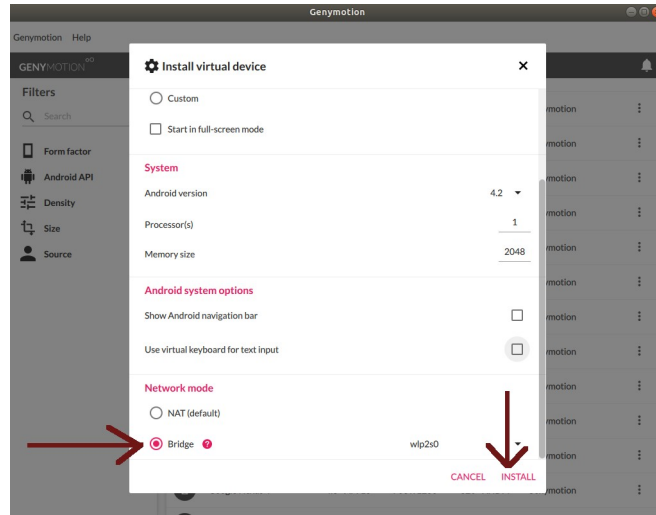 Genymotion
Genymotion Help
GENYMOTION
Filters
Search
Form factor
Android API
Density
Size
Source
Install virtual device
Custom
Start in full-screen mode
System
Android version 4.2
Processor(s) 1
Memory size 2048
Android system options
Show Android navigation bar
Use virtual keyboard for text input
Network mode
NAT (default)
Bridge ? wlp2s0
CANCEL INSTALL